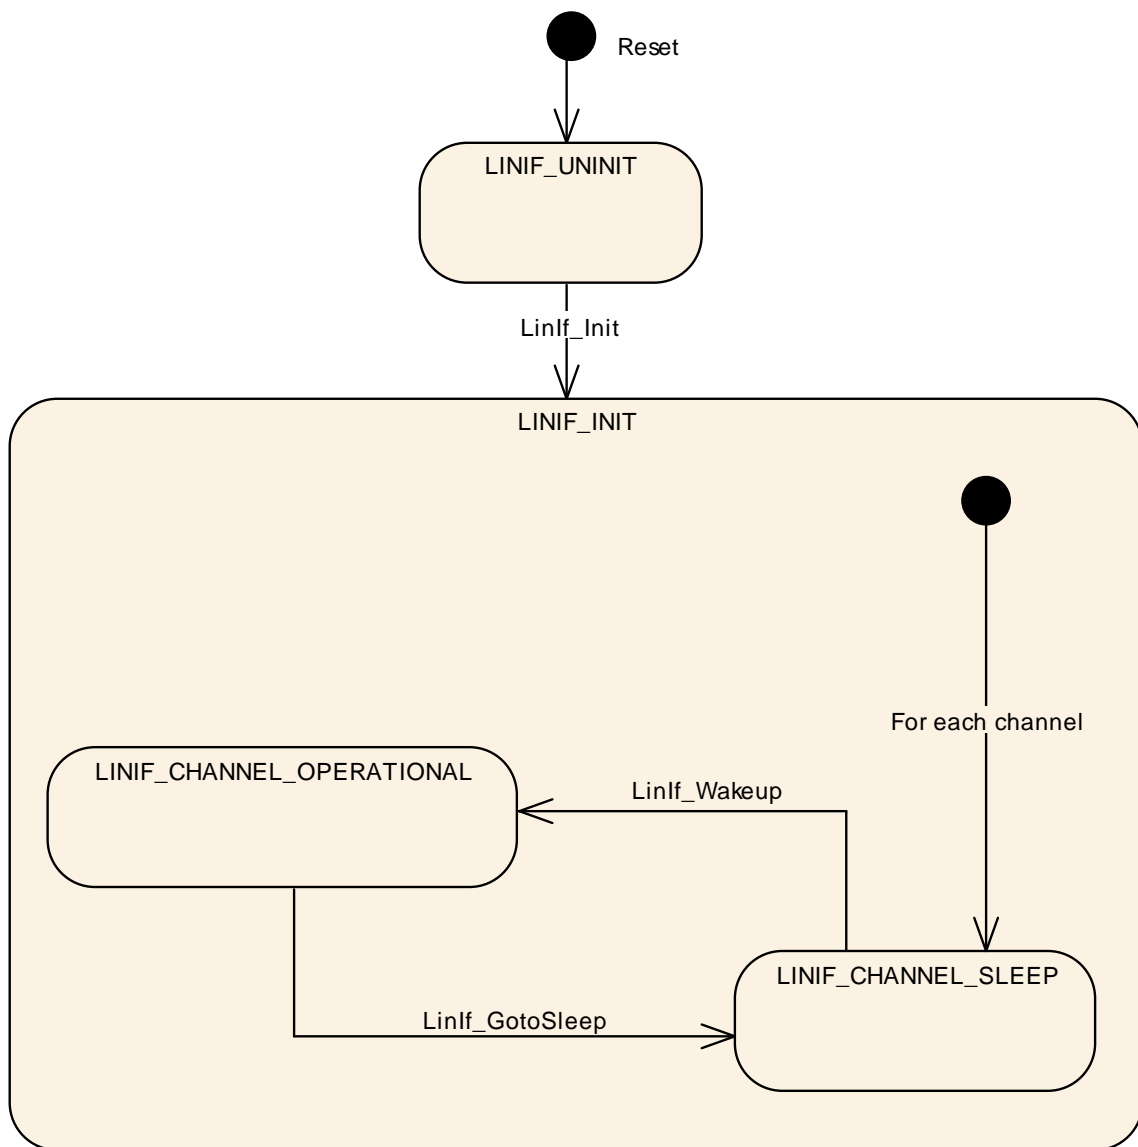 Reset
LINIF_UNINIT
LinIf_Init
LINIF_INIT
For each channel
LINIF_CHANNEL_OPERATIONAL
LinIf_Wakeup
LINIF_CHANNEL_SLEEP
LinIf_GotoSleep